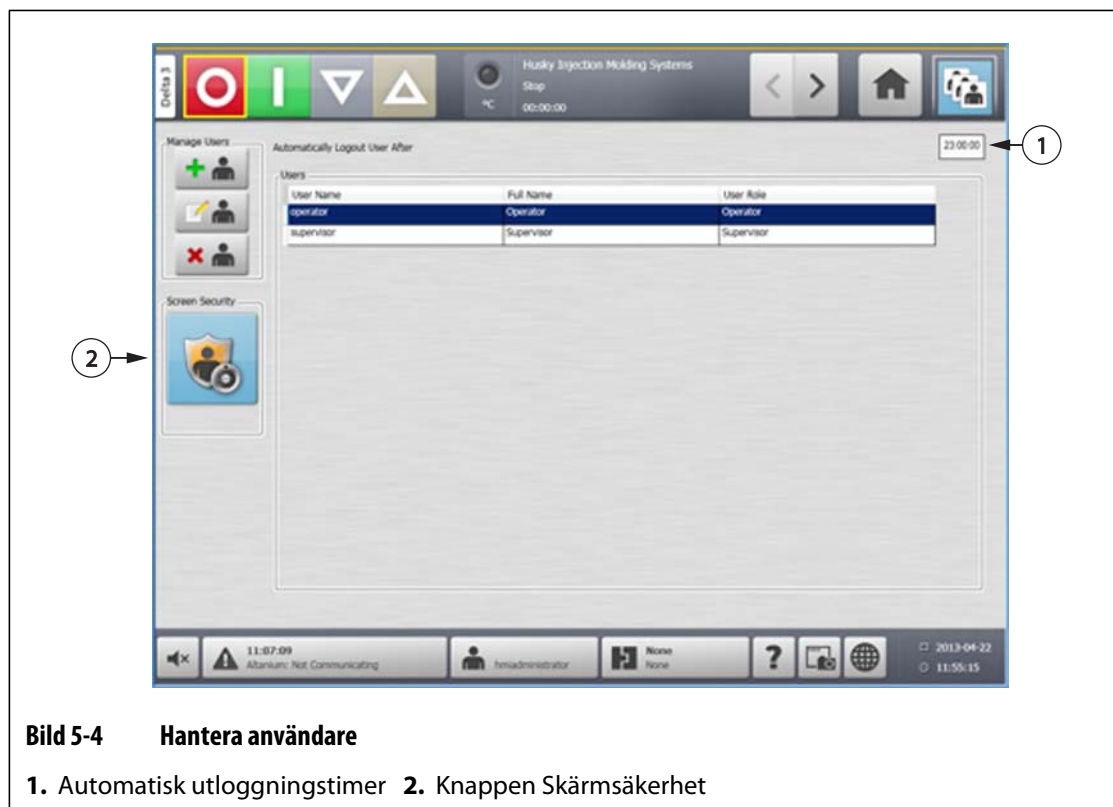 Delta 3
Husky Injection Molding Systems
Stop
°C
00:00:00
Manage Users
Automatically Logout User After
23:00:00
1
Users
User Name Full Name User Role
operator Operator Operator
supervisor Supervisor Supervisor
Screen Security
2
11:07:09
Altanium: Not Communicating
hmiadministrator
None
None
?
2013-04-22
11:55:15
Bild 5-4 Hantera användare
1. Automatisk utloggningstimer 2. Knappen Skärmsäkerhet